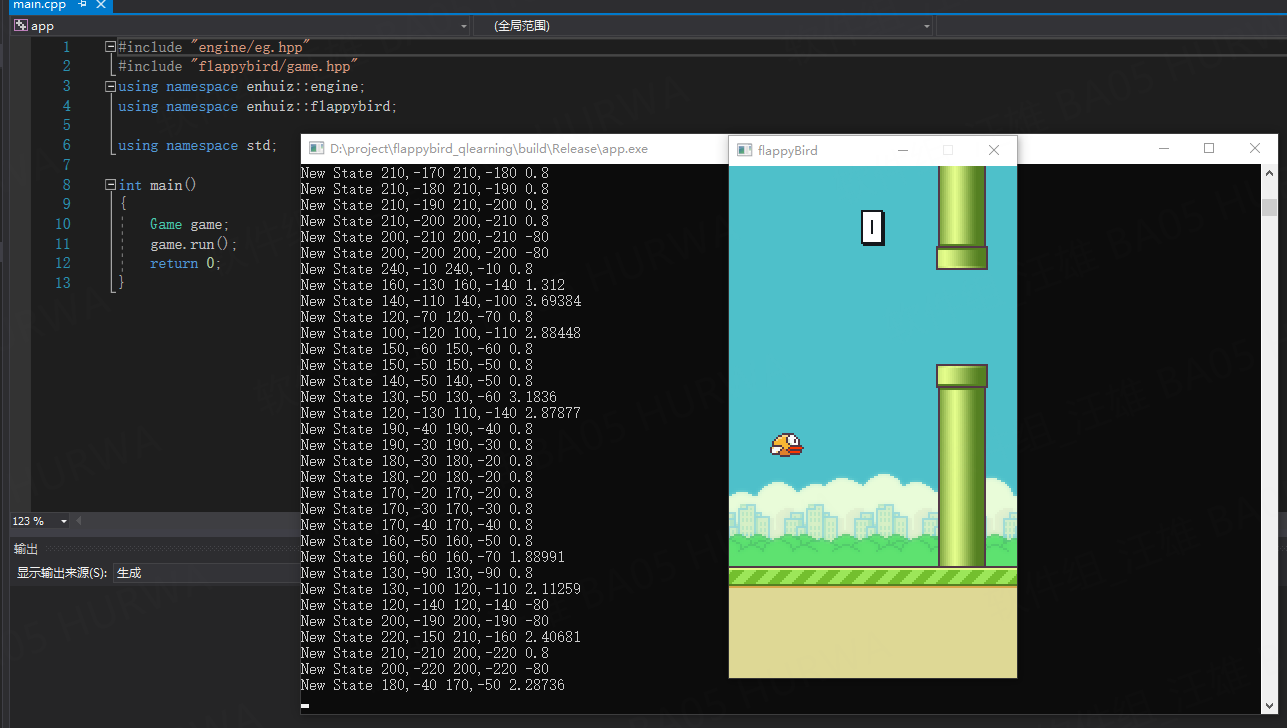 main.cpp
app
(全局范围)
1 #include "engine/eg.hpp"
2 #include "flappybird/game.hpp"
3 using namespace enhuiz::engine;
4 using namespace enhuiz::flappybird;
5
6 using namespace std;
7
8 int main()
9 {
10 Game game;
11 game.run();
12 return 0;
13 }
123 %
输出
显示输出来源(S): 生成
D:\project\flappybird_qlearning\build\Release\app.exe
New State 210,-170 210,-180 0.8
New State 210,-180 210,-190 0.8
New State 210,-190 210,-200 0.8
New State 210,-200 200,-210 0.8
New State 200,-210 200,-210 -80
New State 200,-200 200,-200 -80
New State 240,-10 240,-10 0.8
New State 160,-130 160,-140 1.312
New State 140,-110 140,-100 3.69384
New State 120,-70 120,-70 0.8
New State 100,-120 100,-110 2.88448
New State 150,-60 150,-60 0.8
New State 150,-50 150,-50 0.8
New State 140,-50 140,-50 0.8
New State 130,-50 130,-60 3.1836
New State 120,-130 110,-140 2.87877
New State 190,-40 190,-40 0.8
New State 190,-30 190,-30 0.8
New State 180,-30 180,-20 0.8
New State 180,-20 180,-20 0.8
New State 170,-20 170,-20 0.8
New State 170,-30 170,-30 0.8
New State 170,-40 170,-40 0.8
New State 160,-50 160,-50 0.8
New State 160,-60 160,-70 1.88991
New State 130,-90 130,-90 0.8
New State 130,-100 120,-110 2.11259
New State 120,-140 120,-140 -80
New State 200,-190 200,-190 -80
New State 220,-150 210,-160 2.40681
New State 210,-210 200,-220 0.8
New State 200,-220 200,-220 -80
New State 180,-40 170,-50 2.28736
flappyBird
1